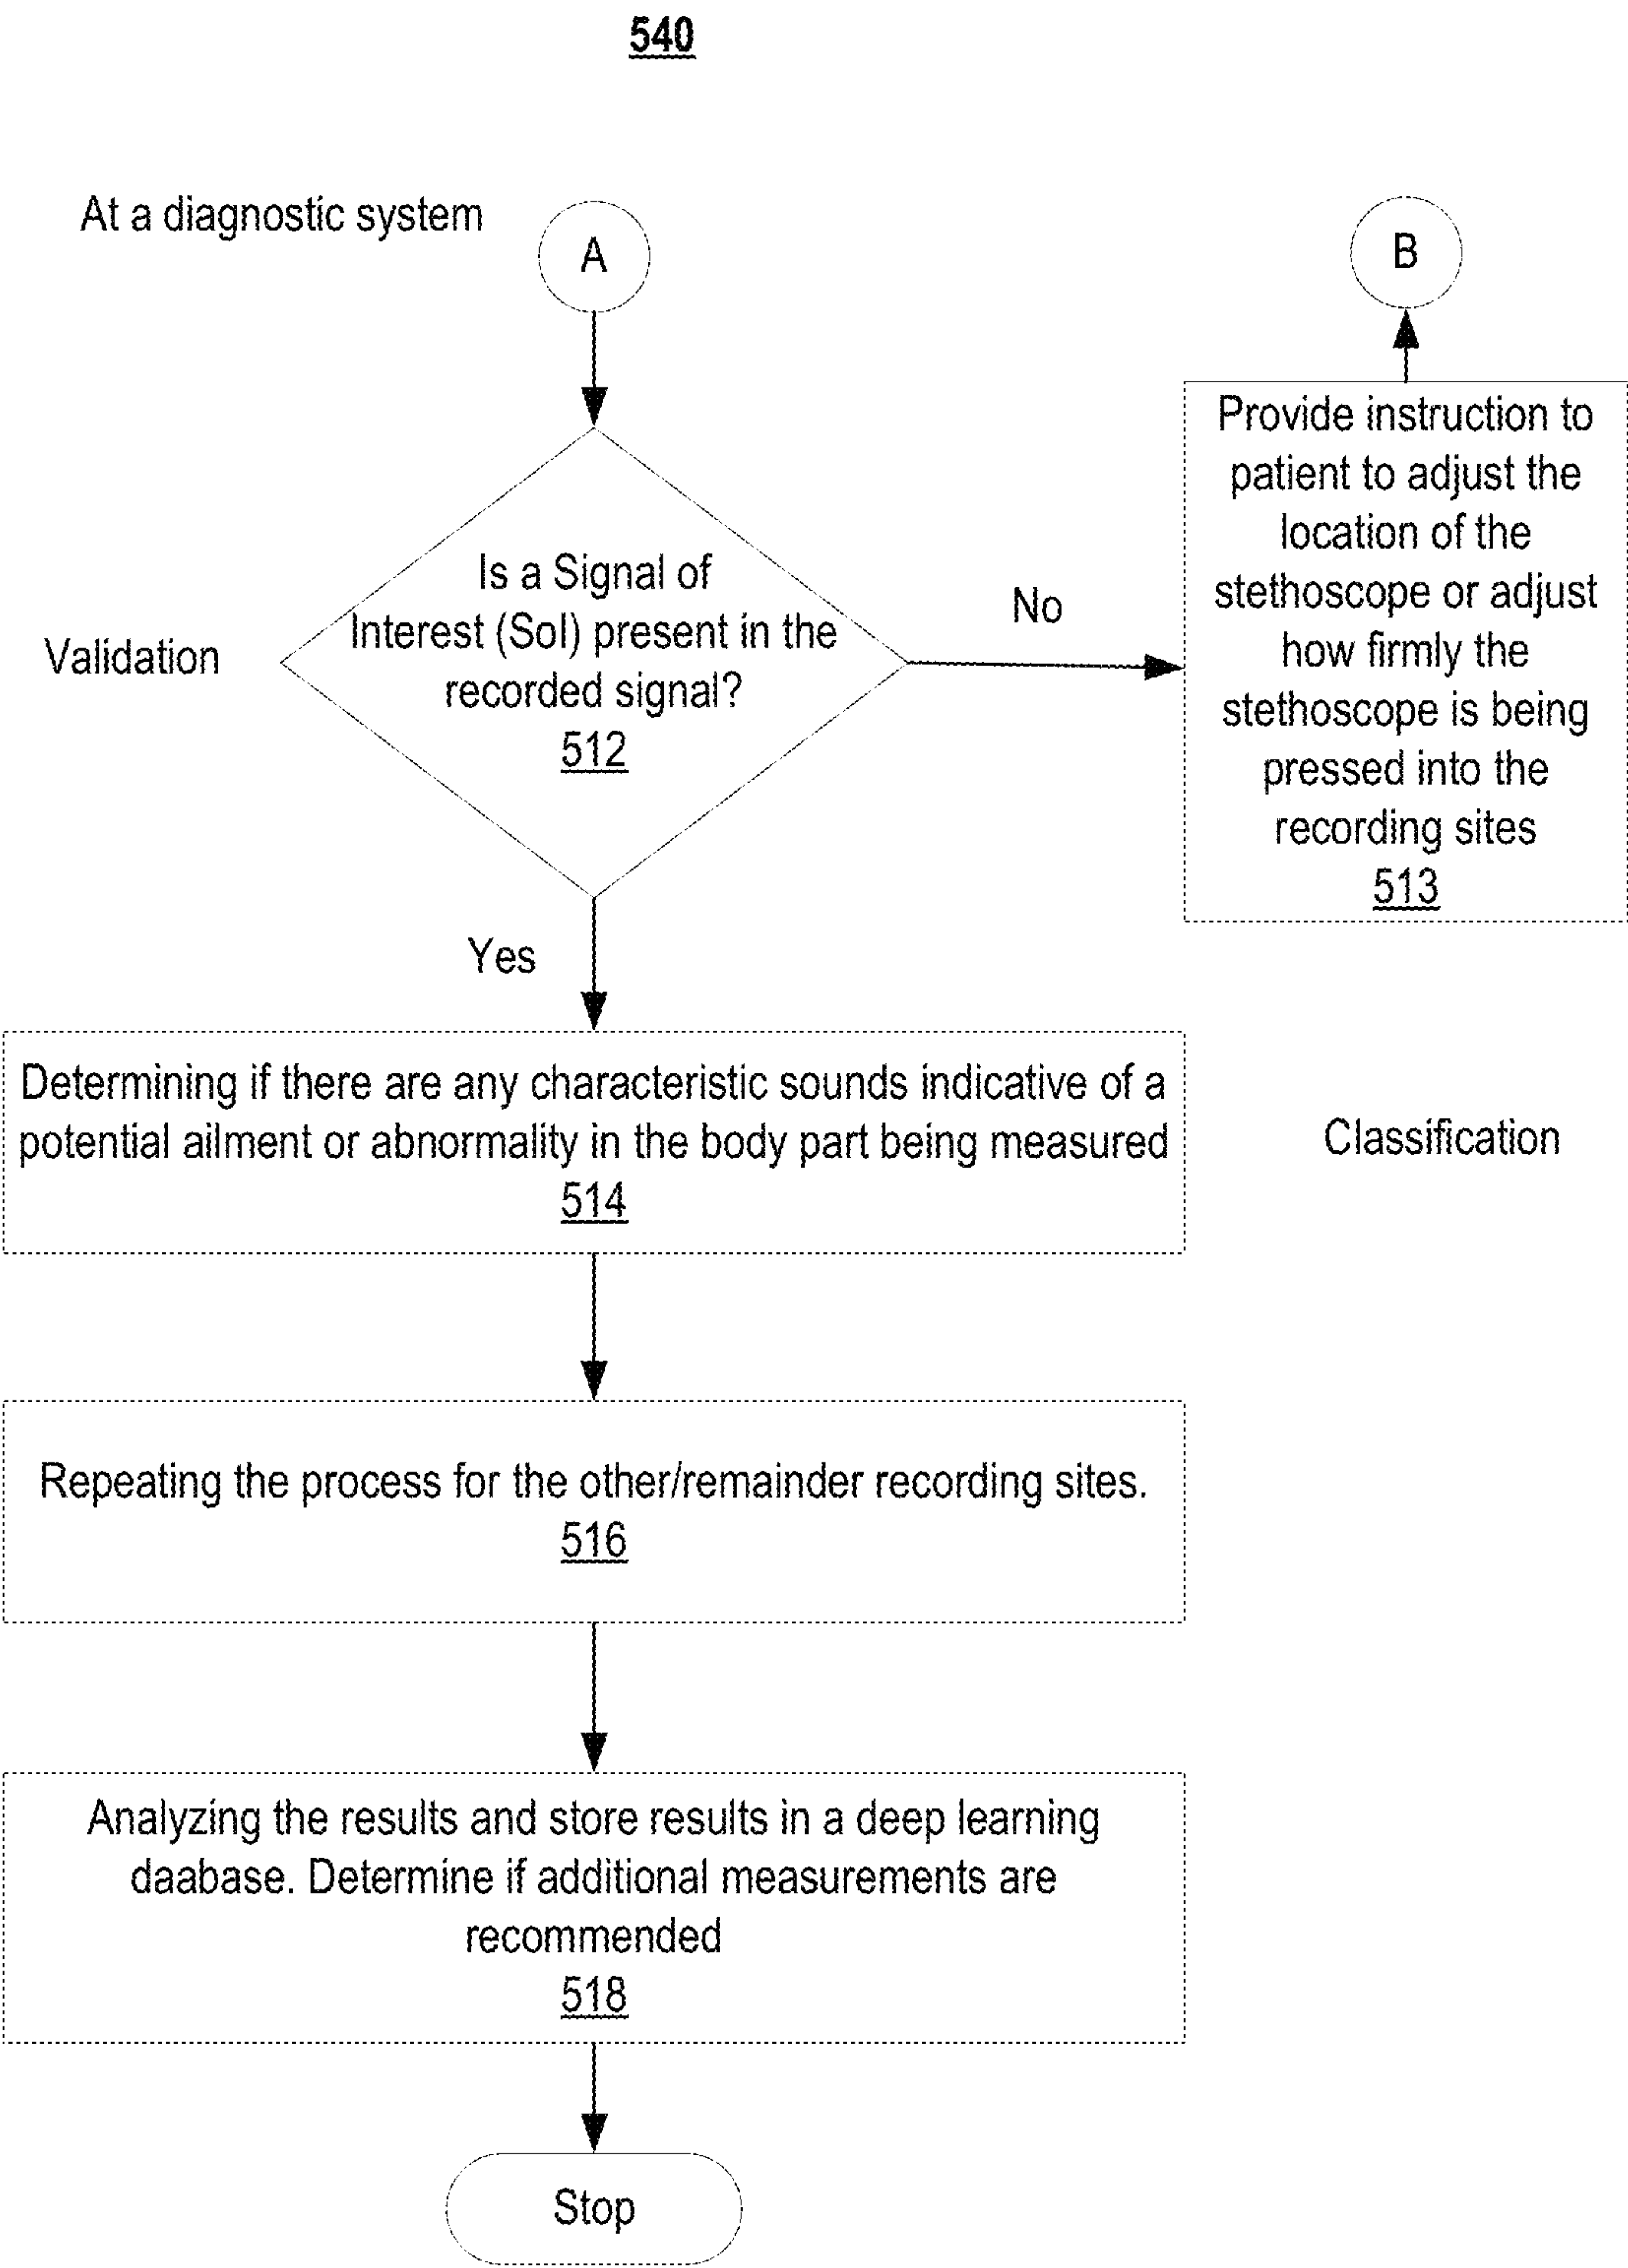 540
At a diagnostic system
A
B
Is a Signal of
Interest (SoI) present in the
recorded signal?
512
Validation
No
Provide instruction to
patient to adjust the
location of the
stethoscope or adjust
how firmly the
stethoscope is being
pressed into the
recording sites
513
Yes
Determining if there are any characteristic sounds indicative of a
potential ailment or abnormality in the body part being measured
514
Classification
Repeating the process for the other/remainder recording sites.
516
Analyzing the results and store results in a deep learning
daabase. Determine if additional measurements are
recommended
518
Stop